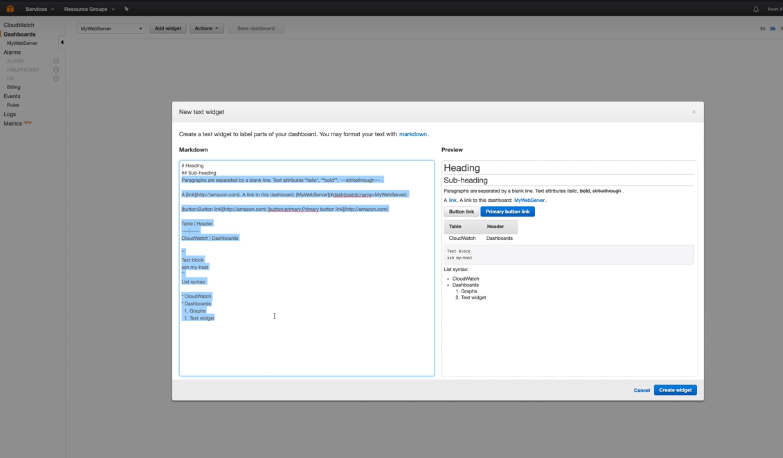 Services
Resource Groups
CloudWatch
Dashboards
MyWebServer
Alarms
ALARM
INSUFFICIENT
OK
Billing
Events
Rules
Logs
Metrics new
MyWebServer
Add widget
Actions
Save dashboard
1h 3h
New text widget
×
Create a text widget to label parts of your dashboard. You may format your text with markdown.
Markdown
# Heading
## Sub-heading
Paragraphs are separated by a blank line. Text attributes *italic*, **bold**, ~~strikethrough~~ .
A [link](http://amazon.com). A link to this dashboard: [MyWebServer](#dashboards:name=MyWebServer).
[button:Button link](http://amazon.com) [button:primary:Primary button link](http://amazon.com)
Table | Header
----|-----
CloudWatch | Dashboards
```
Text block
ssh my-host
```
List syntax:
* CloudWatch
* Dashboards
1. Graphs
1. Text widget
Preview
Heading
Sub-heading
Paragraphs are separated by a blank line. Text attributes italic, bold, strikethrough .
A link. A link to this dashboard: MyWebServer.
Button link
Primary button link
Table Header
CloudWatch Dashboards
Text block
ssh my-host
List syntax:
• CloudWatch
• Dashboards
1. Graphs
2. Text widget
Cancel
Create widget